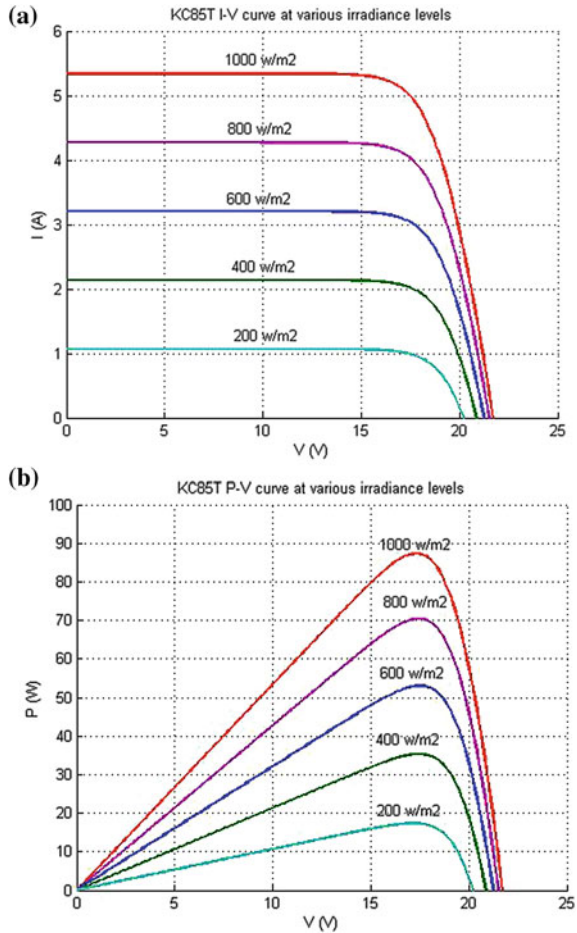 (a)
KC85T I-V curve at various irradiance levels
6
5
4
3
2
1
0
I (A)
1000 w/m2
800 w/m2
600 w/m2
400 w/m2
200 w/m2
0 5 10 15 20 25
V (V)
(b)
KC85T P-V curve at various irradiance levels
100
90
80
70
60
50
40
30
20
10
0
P (W)
1000 w/m2
800 w/m2
600 w/m2
400 w/m2
200 w/m2
0 5 10 15 20 25
V (V)